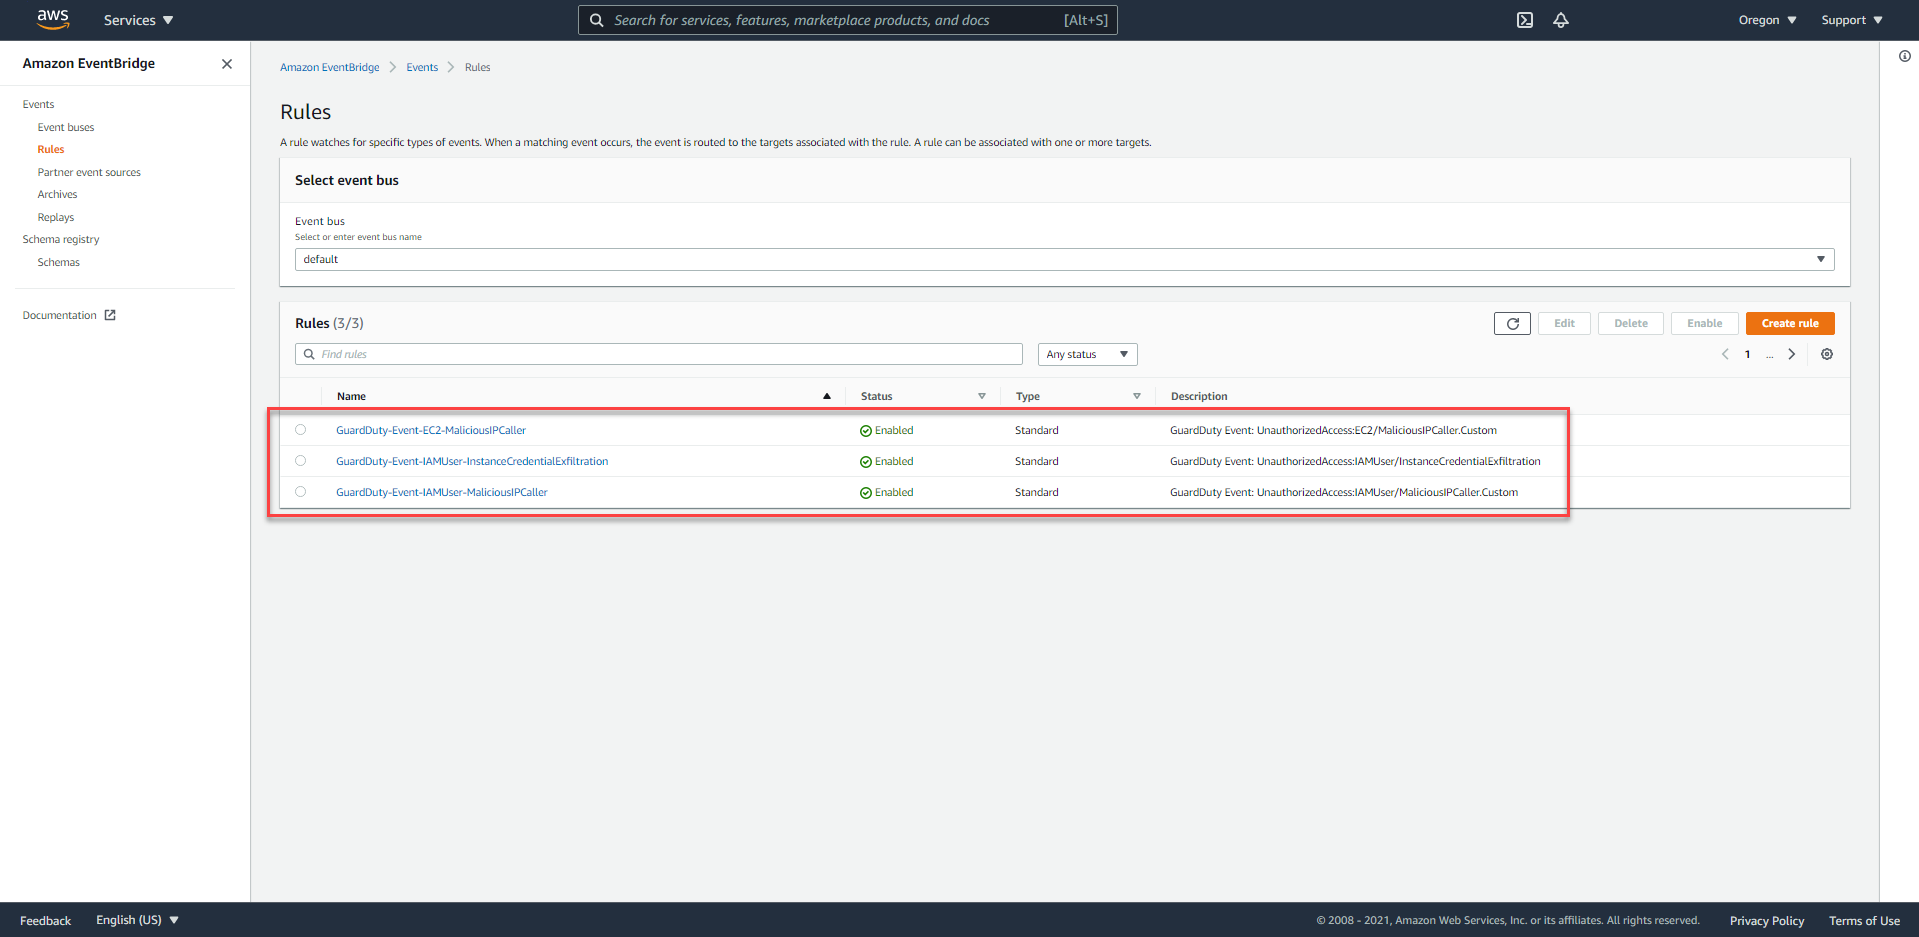 aws
Services
Search for services, features, marketplace products, and docs [Alt+S]
Oregon
Support
Amazon EventBridge
Events
Event buses
Rules
Partner event sources
Archives
Replays
Schema registry
Schemas
Documentation
Amazon EventBridge Events Rules
Rules
A rule watches for specific types of events. When a matching event occurs, the event is routed to the targets associated with the rule. A rule can be associated with one or more targets.
Select event bus
Event bus
Select or enter event bus name
default
Rules (3/3)
Edit
Delete
Enable
Create rule
Find rules
Any status
1 ...
Name Status Type Description
GuardDuty-Event-EC2-MaliciousIPCaller Enabled Standard GuardDuty Event: UnauthorizedAccess:EC2/MaliciousIPCaller.Custom
GuardDuty-Event-IAMUser-InstanceCredentialExfiltration Enabled Standard GuardDuty Event: UnauthorizedAccess:IAMUser/InstanceCredentialExfiltration
GuardDuty-Event-IAMUser-MaliciousIPCaller Enabled Standard GuardDuty Event: UnauthorizedAccess:IAMUser/MaliciousIPCaller.Custom
Feedback English (US) © 2008 - 2021, Amazon Web Services, Inc. or its affiliates. All rights reserved. Privacy Policy Terms of Use